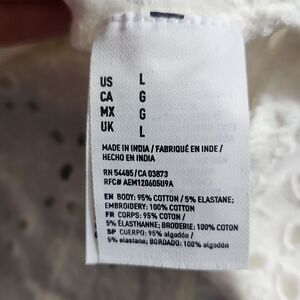 US L
CA G
MX G
UK L
MADE IN INDIA / FABRIQUÉ EN INDE /
HECHO EN INDIA
RN 54485/CA 03873
RFC# AEM120605U9A
EN BODY: 95% COTTON / 5% ELASTANE;
EMBROIDERY: 100% COTTON
FR CORPS: 95% COTON /
5% ÉLASTHANNE; BRODERIE: 100% COTON
SP CUERPO: 95% algodón /
5% elastane; BORDADO: 100% algodón